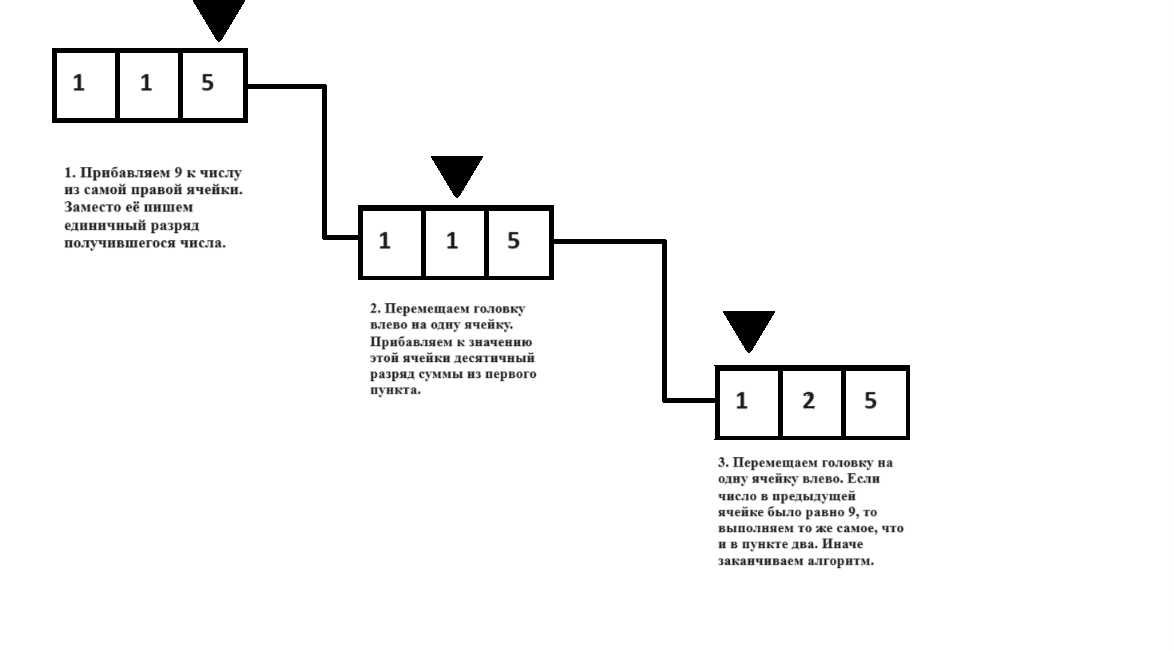 1 1 5
1. Прибавляем 9 к числу
из самой правой ячейки.
Заместо её пишем
единичный разряд
получившегося числа.
1 1 5
2. Перемещаем головку
влево на одну ячейку.
Прибавляем к значению
этой ячейки десятичный
разряд суммы из первого
пункта.
1 2 5
3. Перемещаем головку на
одну ячейку влево. Если
число в предыдущей
ячейке было равно 9, то
выполняем то же самое, что
и в пункте два. Иначе
заканчиваем алгоритм.